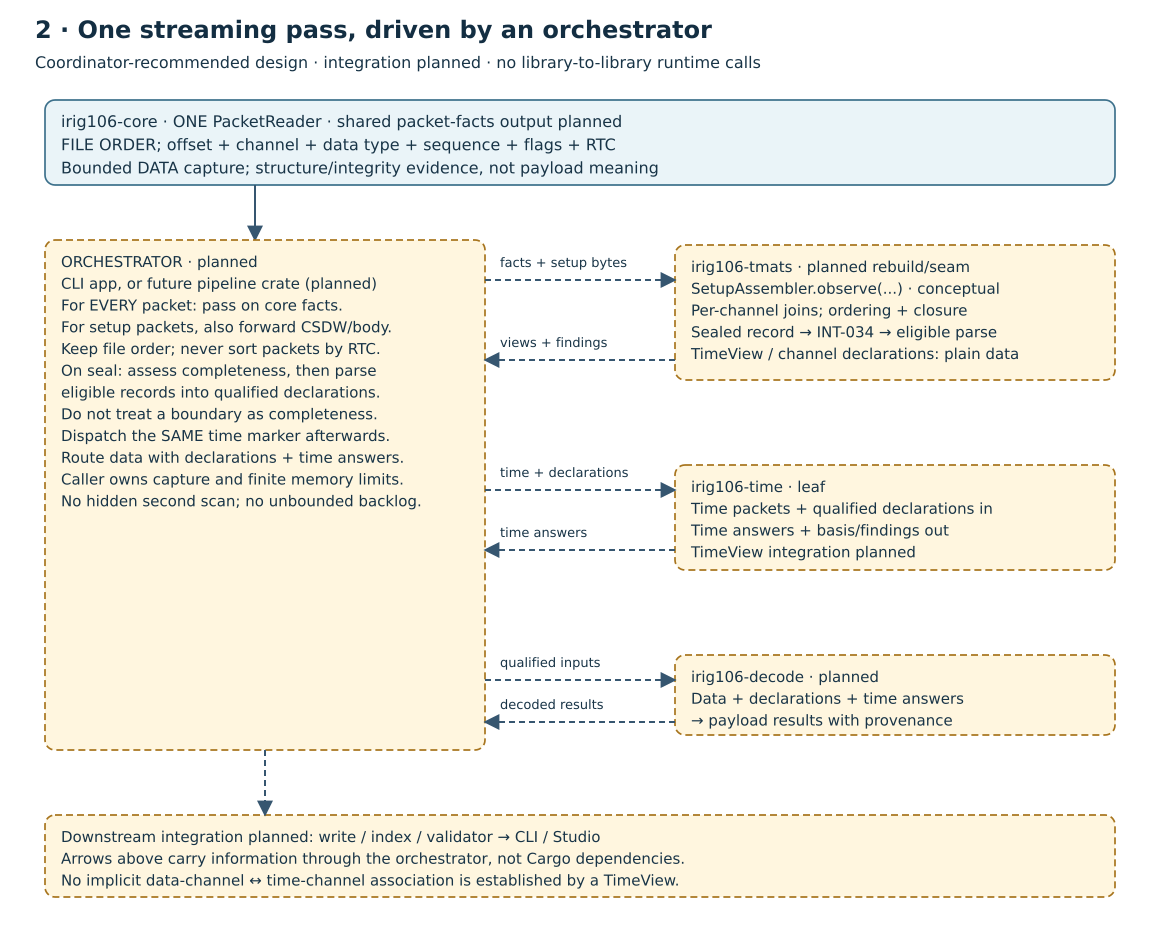 2 · One streaming pass, driven by an orchestrator
Coordinator-recommended design · integration planned · no library-to-library runtime calls
irig106-core · ONE PacketReader · shared packet-facts output planned
FILE ORDER; offset + channel + data type + sequence + flags + RTC
Bounded DATA capture; structure/integrity evidence, not payload meaning
ORCHESTRATOR · planned
CLI app, or future pipeline crate (planned)
For EVERY packet: pass on core facts.
For setup packets, also forward CSDW/body.
Keep file order; never sort packets by RTC.
On seal: assess completeness, then parse
eligible records into qualified declarations.
Do not treat a boundary as completeness.
Dispatch the SAME time marker afterwards.
Route data with declarations + time answers.
Caller owns capture and finite memory limits.
No hidden second scan; no unbounded backlog.
facts + setup bytes
views + findings
irig106-tmats · planned rebuild/seam
SetupAssembler.observe(...) · conceptual
Per-channel joins; ordering + closure
Sealed record → INT-034 → eligible parse
TimeView / channel declarations: plain data
time + declarations
time answers
irig106-time · leaf
Time packets + qualified declarations in
Time answers + basis/findings out
TimeView integration planned
qualified inputs
decoded results
irig106-decode · planned
Data + declarations + time answers
→ payload results with provenance
Downstream integration planned: write / index / validator → CLI / Studio
Arrows above carry information through the orchestrator, not Cargo dependencies.
No implicit data-channel ↔ time-channel association is established by a TimeView.